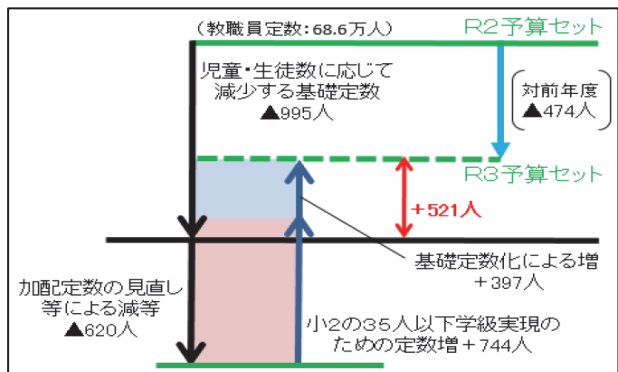 (教職員定数:68.6万人)
R2予算セット
児童・生徒数に応じて
減少する基礎定数
▲995人
対前年度
▲474人
R3予算セット
+521人
基礎定数化による増
+397人
加配定数の見直し
等による減等
▲620人
小2の35人以下学級実現の
ための定数増+744人